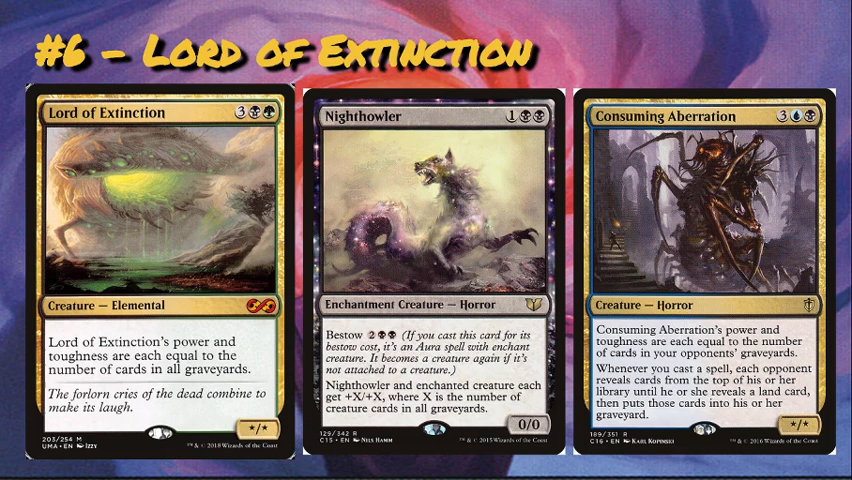 #6 – Lord of Extinction
Lord of Extinction 3
Creature — Elemental
Lord of Extinction's power and
toughness are each equal to the
number of cards in all graveyards.
The forlorn cries of the dead combine to
make its laugh.
*/*
203/254 M
UMA • EN IZZY
™ & © 2018 Wizards of the Coast
Nighthowler 1
Enchantment Creature — Horror
Bestow 2 (If you cast this card for its
bestow cost, it's an Aura spell with enchant
creature. It becomes a creature again if it's
not attached to a creature.)
Nighthowler and enchanted creature each
get +X/+X, where X is the number of
creature cards in all graveyards.
0/0
129/342 R
C15 • EN NILS HAMM
™ & © 2015 Wizards of the Coast
Consuming Aberration 3
Creature — Horror
Consuming Aberration's power and
toughness are each equal to the number
of cards in your opponents' graveyards.
Whenever you cast a spell, each opponent
reveals cards from the top of his or her
library until he or she reveals a land card,
then puts those cards into his or her
graveyard.
*/*
189/351 R
C16 • EN KARL KOPINSKI
™ & © 2016 Wizards of the Coast